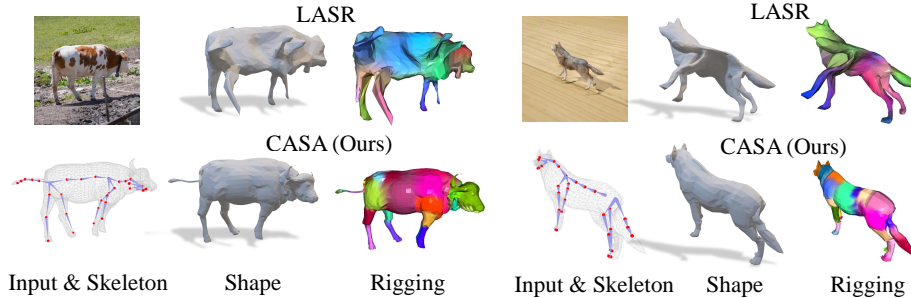 LASR
LASR
CASA (Ours)
CASA (Ours)
Input & Skeleton
Shape
Rigging
Input & Skeleton
Shape
Rigging